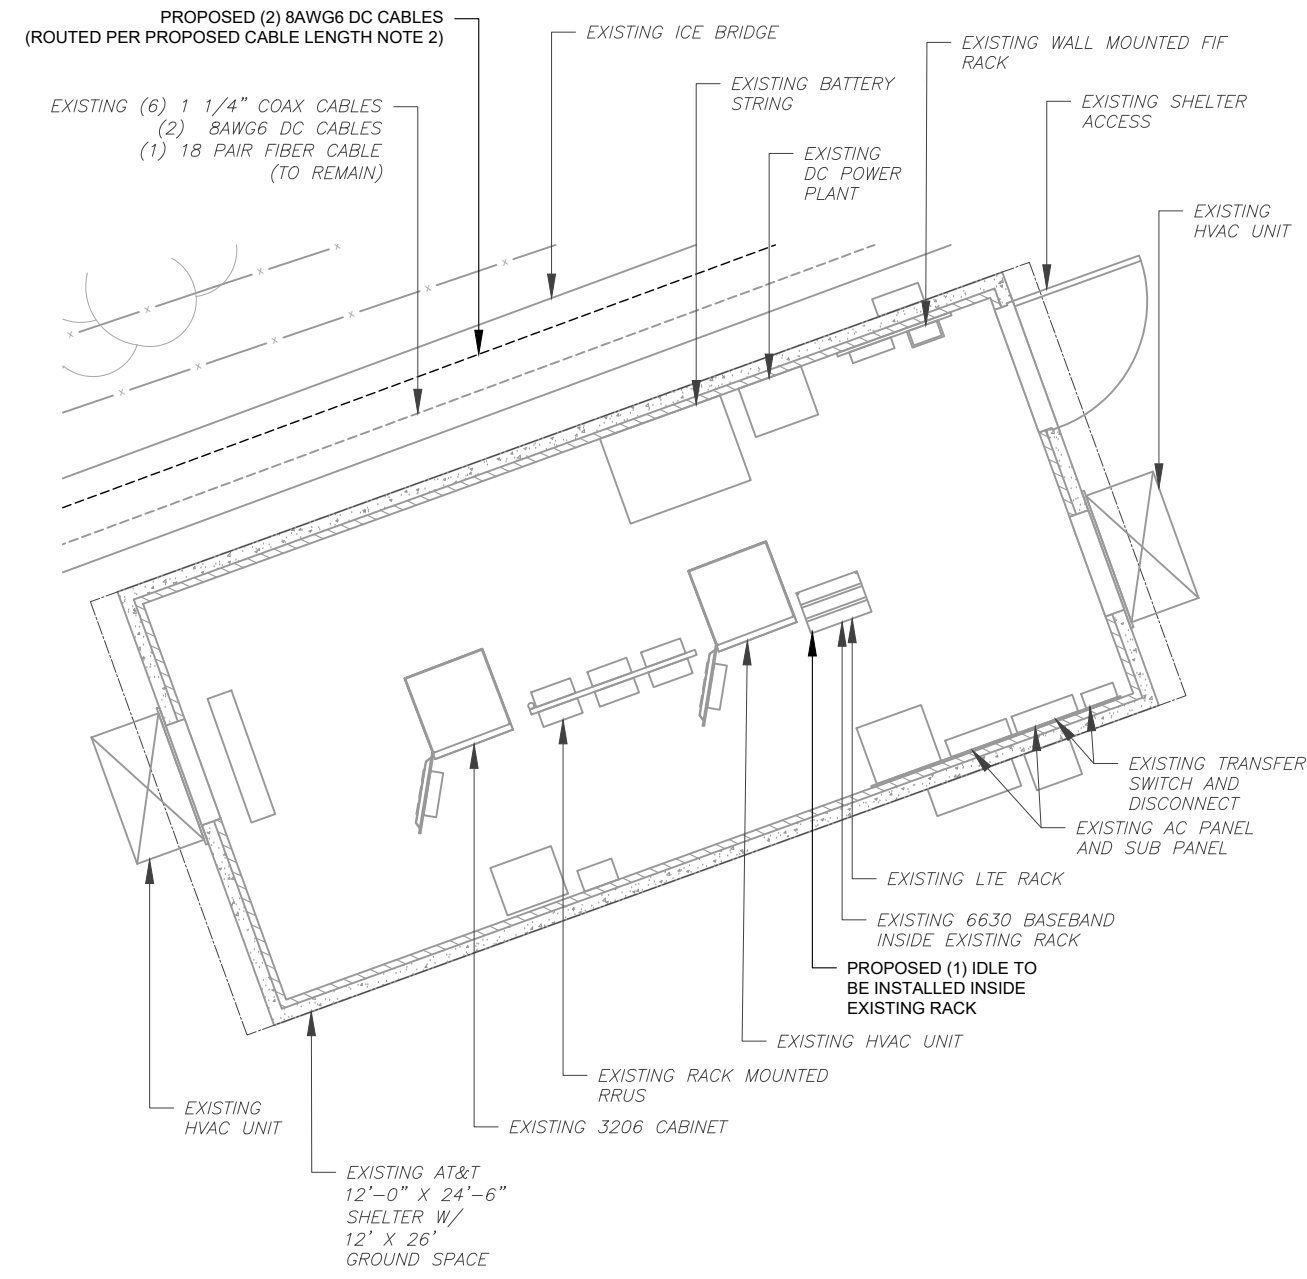 PROPOSED (2) 8AWG6 DC CABLES
(ROUTED PER PROPOSED CABLE LENGTH NOTE 2)
EXISTING ICE BRIDGE
EXISTING WALL MOUNTED FIF
RACK
EXISTING BATTERY
STRING
EXISTING SHELTER
ACCESS
EXISTING (6) 1 1/4" COAX CABLES
(2) 8AWG6 DC CABLES
(1) 18 PAIR FIBER CABLE
(TO REMAIN)
EXISTING
DC POWER
PLANT
EXISTING
HVAC UNIT
x
x
x
x
x
x
x
x
EXISTING TRANSFER
SWITCH AND
DISCONNECT
EXISTING AC PANEL
AND SUB PANEL
EXISTING LTE RACK
EXISTING 6630 BASEBAND
INSIDE EXISTING RACK
PROPOSED (1) IDLE TO
BE INSTALLED INSIDE
EXISTING RACK
EXISTING HVAC UNIT
EXISTING RACK MOUNTED
RRUS
EXISTING 3206 CABINET
EXISTING
HVAC UNIT
EXISTING AT&T
12'-0" X 24'-6"
SHELTER W/
12' X 26'
GROUND SPACE